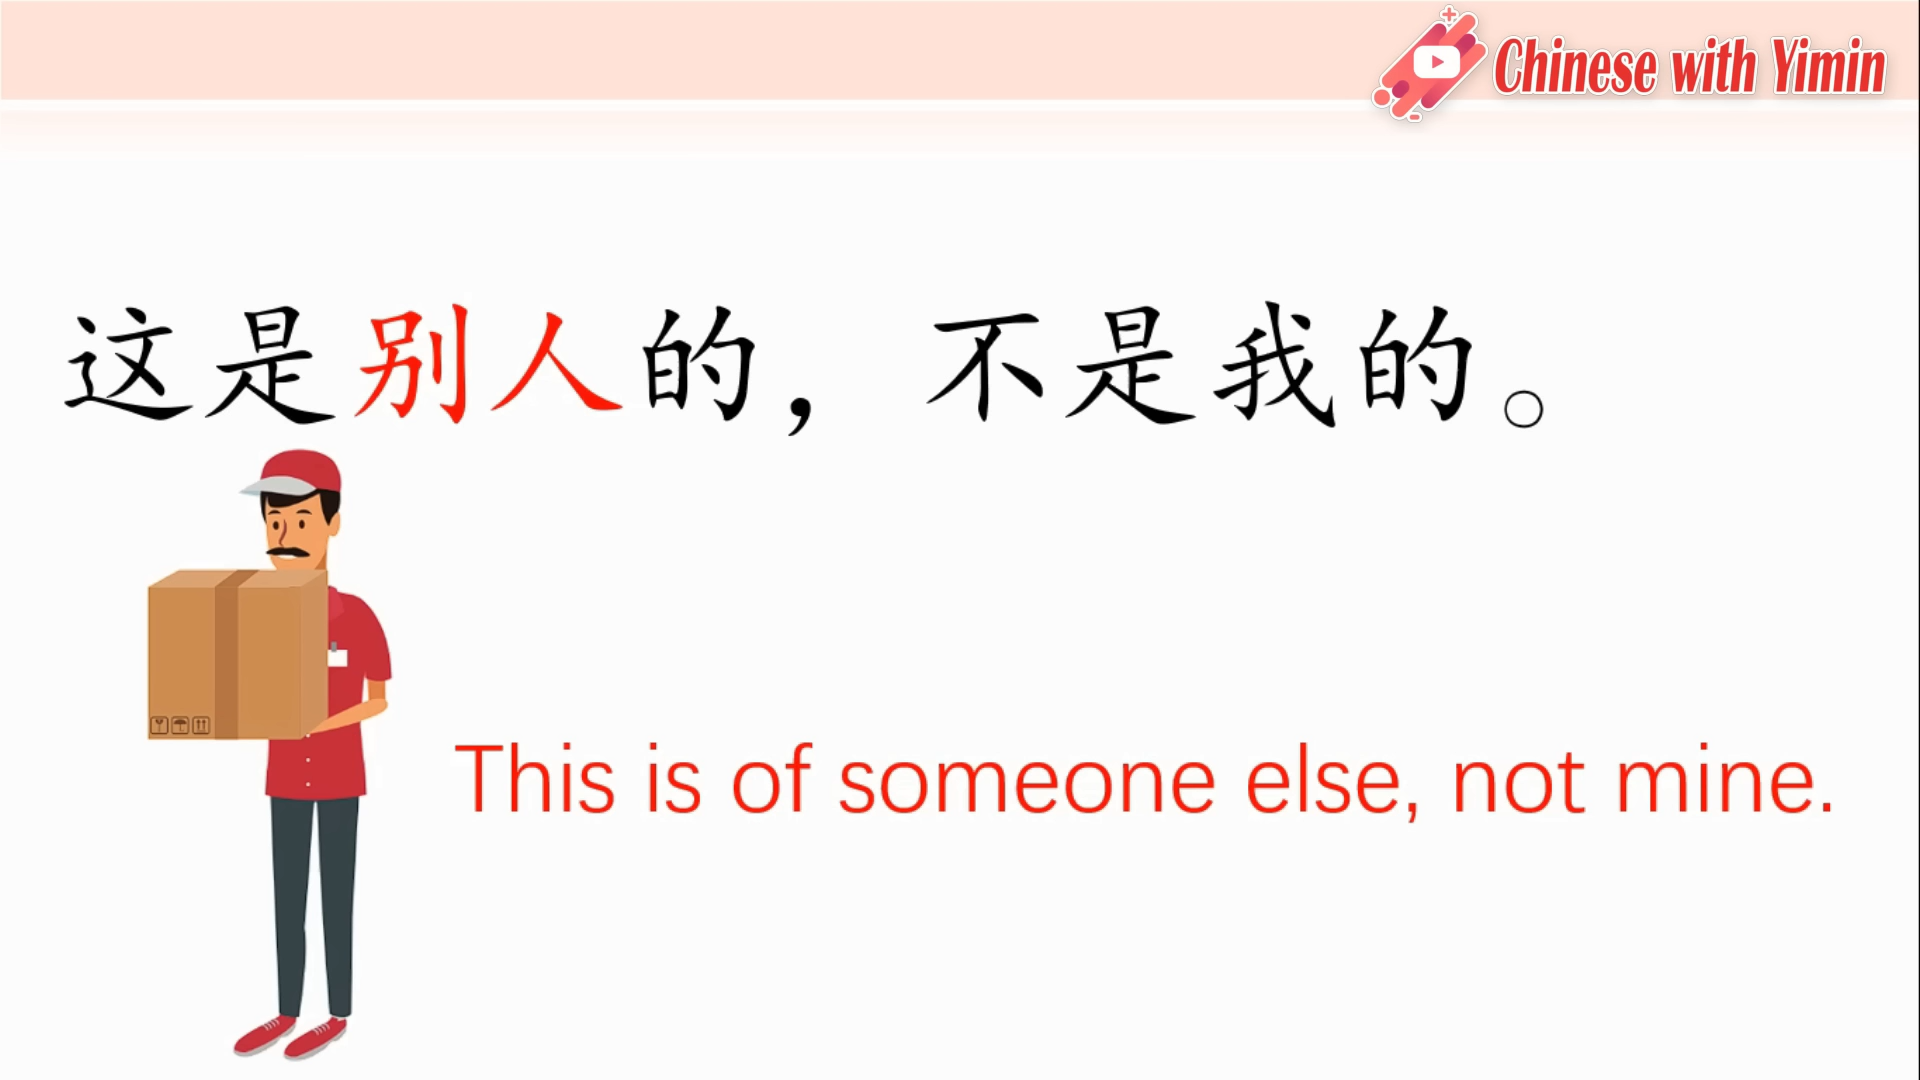 Chinese with Yimin
这是别人的，不是我的。
This is of someone else, not mine.